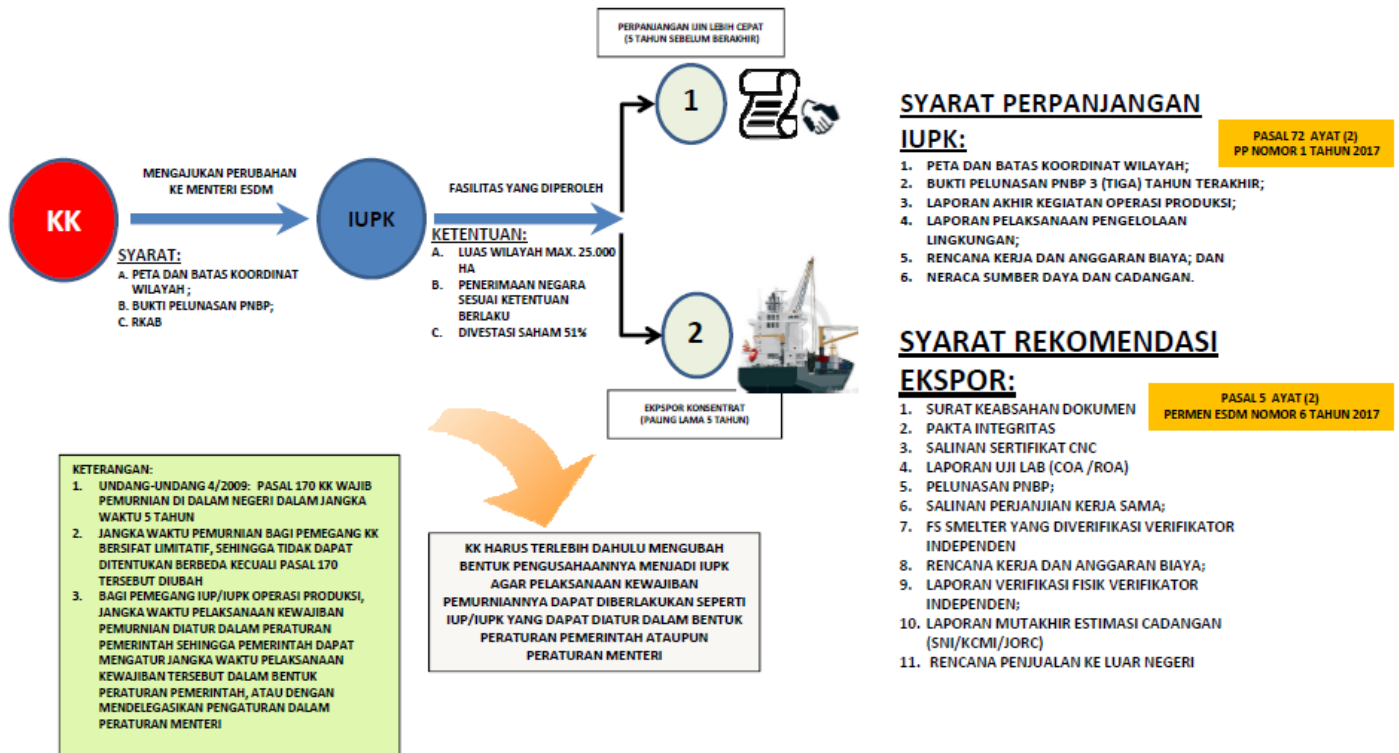 PERPANJANGAN IJIN LEBIH CEPAT
(5 TAHUN SEBELUM BERAKHIR)
1
KK
MENGAJUKAN PERUBAHAN
KE MENTERI ESDM
SYARAT:
A. PETA DAN BATAS KOORDINAT
WILAYAH ;
B. BUKTI PELUNASAN PNBP;
C. RKAB
IUPK
FASILITAS YANG DIPEROLEH
KETENTUAN:
A. LUAS WILAYAH MAX. 25.000
HA
B. PENERIMAAN NEGARA
SESUAI KETENTUAN
BERLAKU
C. DIVESTASI SAHAM 51%
2
EKPSPOR KONSENTRAT
(PALING LAMA 5 TAHUN)
SYARAT PERPANJANGAN
IUPK:
PASAL 72 AYAT (2)
PP NOMOR 1 TAHUN 2017
1. PETA DAN BATAS KOORDINAT WILAYAH;
2. BUKTI PELUNASAN PNBP 3 (TIGA) TAHUN TERAKHIR;
3. LAPORAN AKHIR KEGIATAN OPERASI PRODUKSI;
4. LAPORAN PELAKSANAAN PENGELOLAAN
LINGKUNGAN;
5. RENCANA KERJA DAN ANGGARAN BIAYA; DAN
6. NERACA SUMBER DAYA DAN CADANGAN.
SYARAT REKOMENDASI
EKSPOR:
PASAL 5 AYAT (2)
PERMEN ESDM NOMOR 6 TAHUN 2017
1. SURAT KEABSAHAN DOKUMEN
2. PAKTA INTEGRITAS
3. SALINAN SERTIFIKAT CNC
4. LAPORAN UJI LAB (COA /ROA)
5. PELUNASAN PNBP;
6. SALINAN PERJANJIAN KERJA SAMA;
7. FS SMELTER YANG DIVERIFIKASI VERIFIKATOR
INDEPENDEN
8. RENCANA KERJA DAN ANGGARAN BIAYA;
9. LAPORAN VERIFIKASI FISIK VERIFIKATOR
INDEPENDEN;
10. LAPORAN MUTAKHIR ESTIMASI CADANGAN
(SNI/KCMI/JORC)
11. RENCANA PENJUALAN KE LUAR NEGERI
KETERANGAN:
1. UNDANG-UNDANG 4/2009: PASAL 170 KK WAJIB
PEMURNIAN DI DALAM NEGERI DALAM JANGKA
WAKTU 5 TAHUN
2. JANGKA WAKTU PEMURNIAN BAGI PEMEGANG KK
BERSIFAT LIMITATIF, SEHINGGA TIDAK DAPAT
DITENTUKAN BERBEDA KECUALI PASAL 170
TERSEBUT DIUBAH
3. BAGI PEMEGANG IUP/IUPK OPERASI PRODUKSI,
JANGKA WAKTU PELAKSANAAN KEWAJIBAN
PEMURNIAN DIATUR DALAM PERATURAN
PEMERINTAH SEHINGGA PEMERINTAH DAPAT
MENGATUR JANGKA WAKTU PELAKSANAAN
KEWAJIBAN TERSEBUT DALAM BENTUK
PERATURAN PEMERINTAH, ATAU DENGAN
MENDELEGASIKAN PENGATURAN DALAM
PERATURAN MENTERI
KK HARUS TERLEBIH DAHULU MENGUBAH
BENTUK PENGUSAHAANNYA MENJADI IUPK
AGAR PELAKSANAAN KEWAJIBAN
PEMURNIANNYA DAPAT DIBERLAKUKAN SEPERTI
IUP/IUPK YANG DAPAT DIATUR DALAM BENTUK
PERATURAN PEMERINTAH ATAUPUN
PERATURAN MENTERI